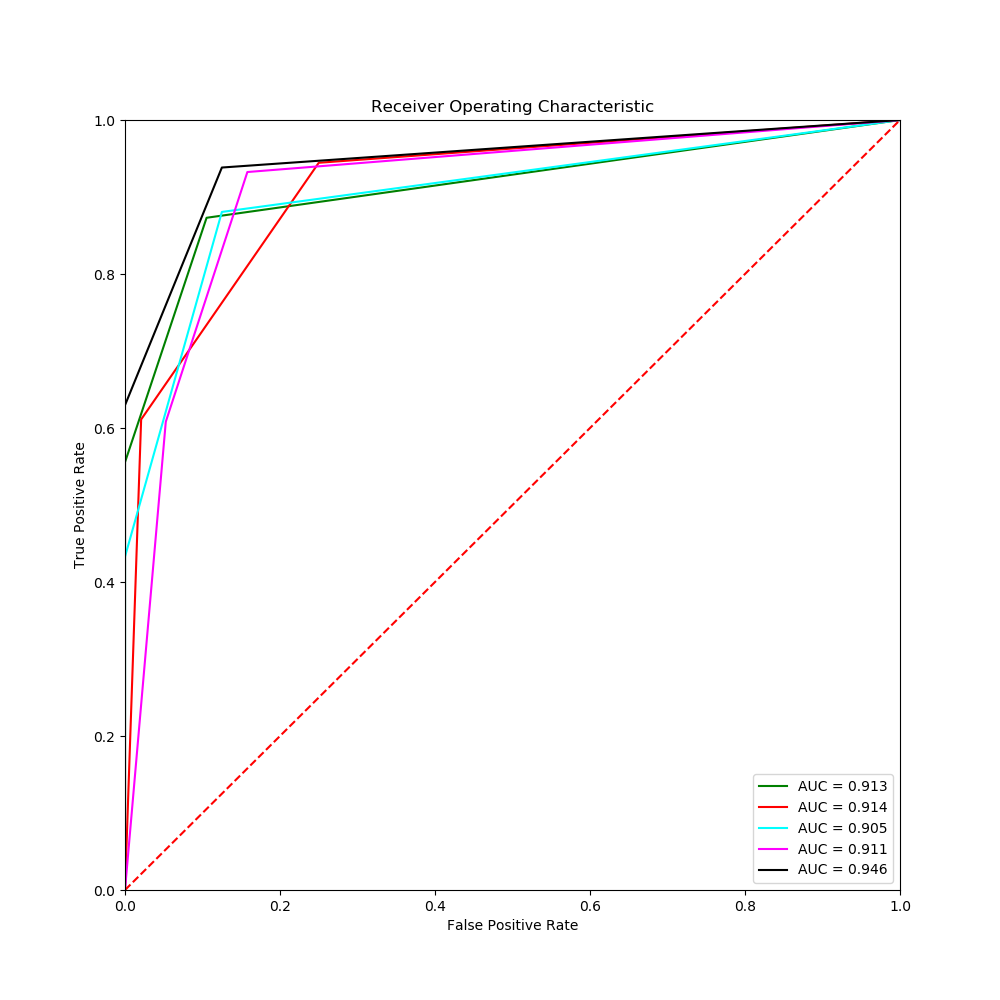 Receiver Operating Characteristic
1.0
0.8
0.6
0.4
0.2
0.0
True Positive Rate
0.0 0.2 0.4 0.6 0.8 1.0
False Positive Rate
AUC = 0.913
AUC = 0.914
AUC = 0.905
AUC = 0.911
AUC = 0.946